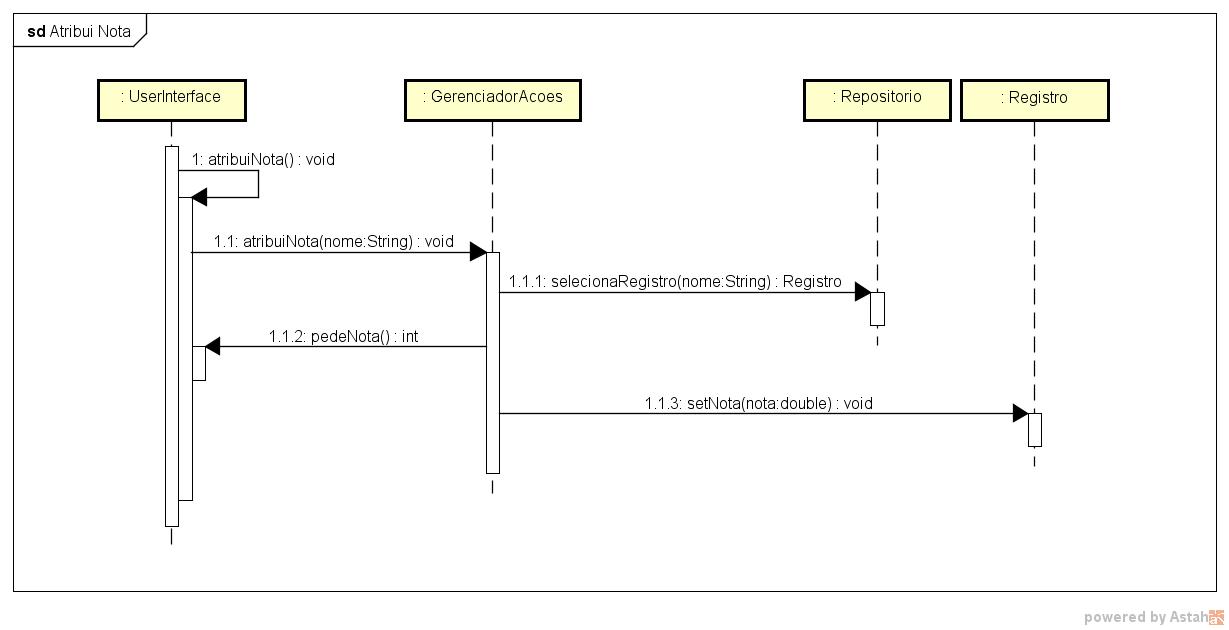 sd Atribui Nota
: UserInterface
: GerenciadorAcoes
: Repositorio
: Registro
1: atribuiNota() : void
1.1: atribuiNota(nome:String) : void
1.1.1: selecionaRegistro(nome:String) : Registro
1.1.2: pedeNota() : int
1.1.3: setNota(nota:double) : void
powered by Astah